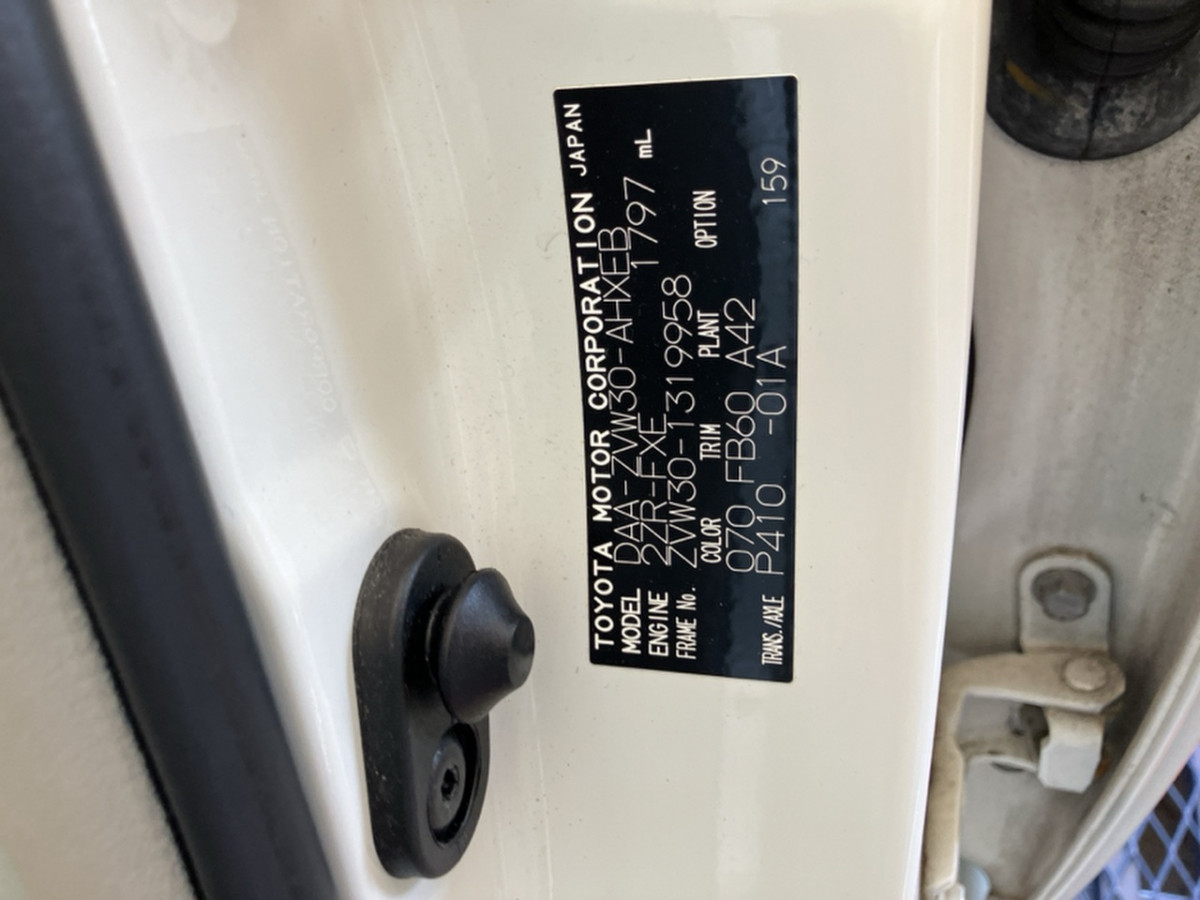 TOYOTA MOTOR CORPORATION JAPAN
MODEL DAA-ZVW30-AHXEB
ENGINE 2ZR-FXE 1797 mL
FRAME No. ZVW30-1319958
COLOR TRIM PLANT OPTION
070 FB60 A42
TRANS./AXLE P410 -01A 159